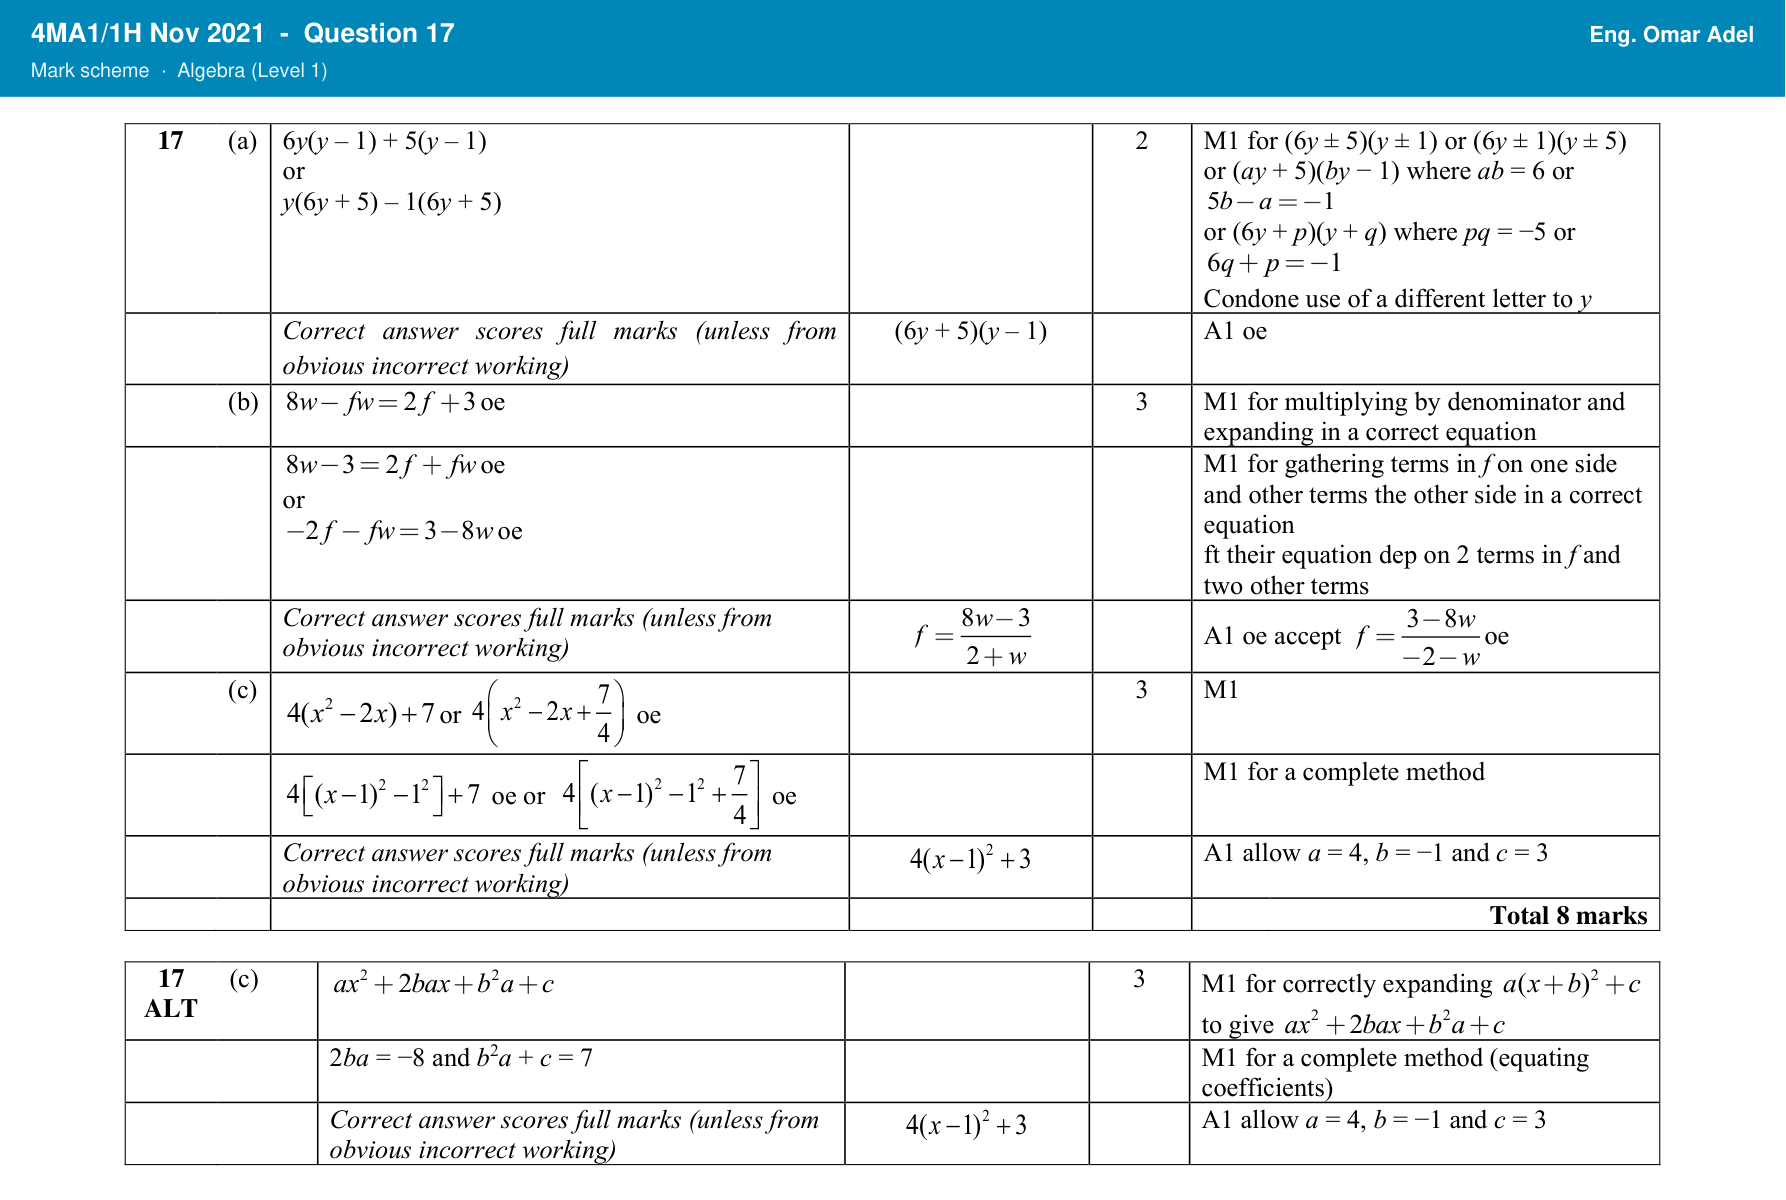 4MA1/1H Nov 2021 - Question 17
Eng. Omar Adel
Mark scheme · Algebra (Level 1)
17 (a) 6y(y – 1) + 5(y – 1)
or
y(6y + 5) – 1(6y + 5)
2
M1 for (6y ± 5)(y ± 1) or (6y ± 1)(y ± 5)
or (ay + 5)(by − 1) where ab = 6 or
5b − a = −1
or (6y + p)(y + q) where pq = −5 or
6q + p = −1
Condone use of a different letter to y
Correct answer scores full marks (unless from
obvious incorrect working)
(6y + 5)(y – 1)
A1 oe
(b) 8w − fw = 2f + 3 oe
3
M1 for multiplying by denominator and
expanding in a correct equation
8w − 3 = 2f + fw oe
or
−2f − fw = 3 − 8w oe
M1 for gathering terms in f on one side
and other terms the other side in a correct
equation
ft their equation dep on 2 terms in f and
two other terms
Correct answer scores full marks (unless from
obvious incorrect working)
f = (8w − 3)/(2 + w)
A1 oe accept f = (3 − 8w)/(−2 − w) oe
(c) 4(x² − 2x) + 7 or 4(x² − 2x + 7/4) oe
3
M1
4[(x − 1)² − 1²] + 7 oe or 4[(x − 1)² − 1² + 7/4] oe
M1 for a complete method
Correct answer scores full marks (unless from
obvious incorrect working)
4(x − 1)² + 3
A1 allow a = 4, b = −1 and c = 3
Total 8 marks
17 (c) ax² + 2bax + b²a + c
ALT
3
M1 for correctly expanding a(x + b)² + c
to give ax² + 2bax + b²a + c
2ba = −8 and b²a + c = 7
M1 for a complete method (equating
coefficients)
Correct answer scores full marks (unless from
obvious incorrect working)
4(x − 1)² + 3
A1 allow a = 4, b = −1 and c = 3